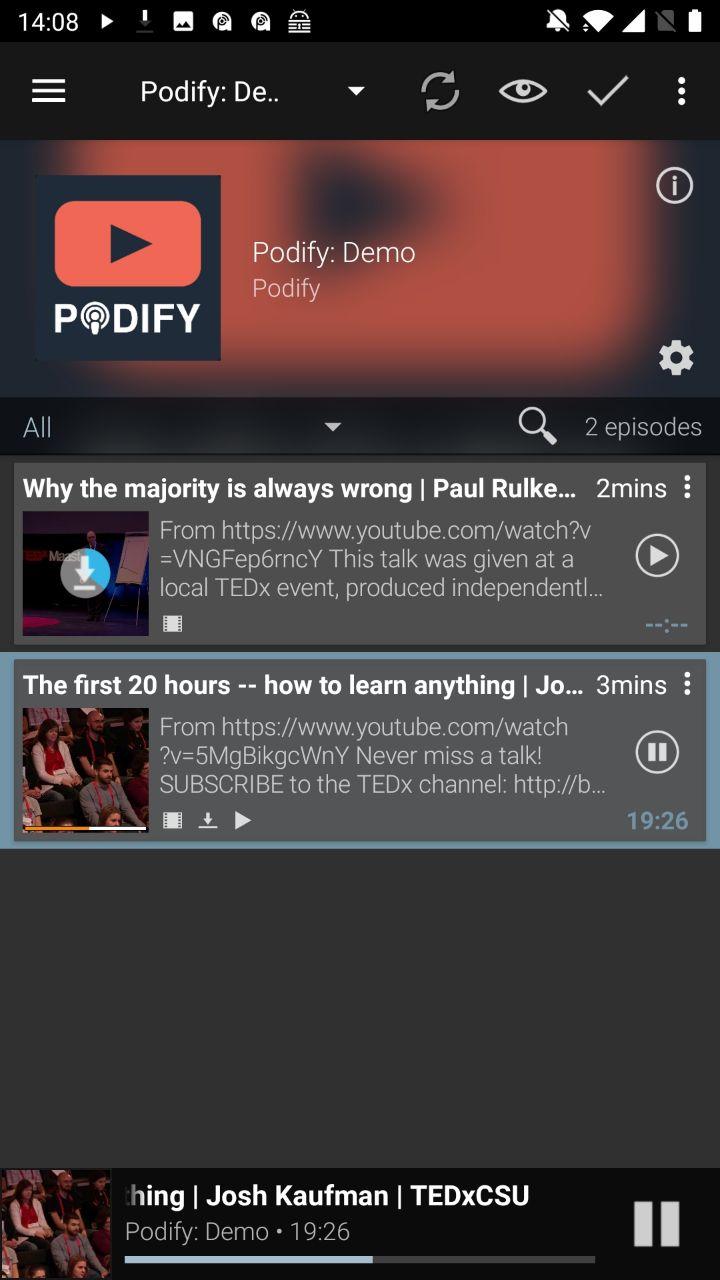 14:08
Podify: De..
PODIFY
Podify: Demo
Podify
All
2 episodes
Why the majority is always wrong | Paul Rulke... 2mins
From https://www.youtube.com/watch?v
=VNGFep6rncY This talk was given at a
local TEDx event, produced independentl...
--:--
The first 20 hours -- how to learn anything | Jo... 3mins
From https://www.youtube.com/watch
?v=5MgBikgcWnY Never miss a talk!
SUBSCRIBE to the TEDx channel: http://b...
19:26
thing | Josh Kaufman | TEDxCSU
Podify: Demo • 19:26